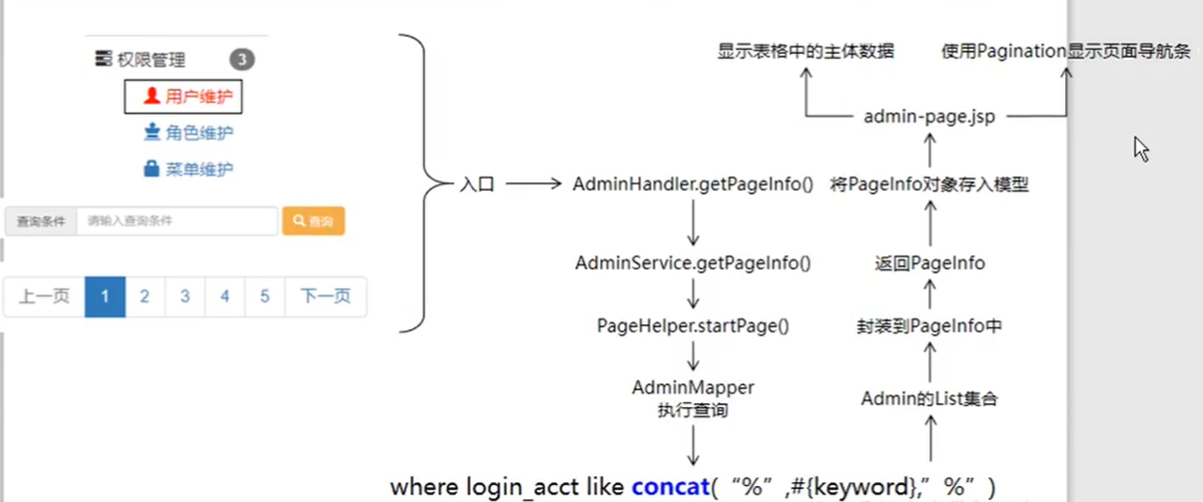 权限管理 3
用户维护
角色维护
菜单维护
查询条件 请输入查询条件 查询
上一页 1 2 3 4 5 下一页
入口
AdminHandler.getPageInfo()
AdminService.getPageInfo()
PageHelper.startPage()
AdminMapper
执行查询
where login_acct like concat(“%”,#{keyword},”%”)
Admin的List集合
封装到PageInfo中
返回PageInfo
将PageInfo对象存入模型
admin-page.jsp
显示表格中的主体数据
使用Pagination显示页面导航条